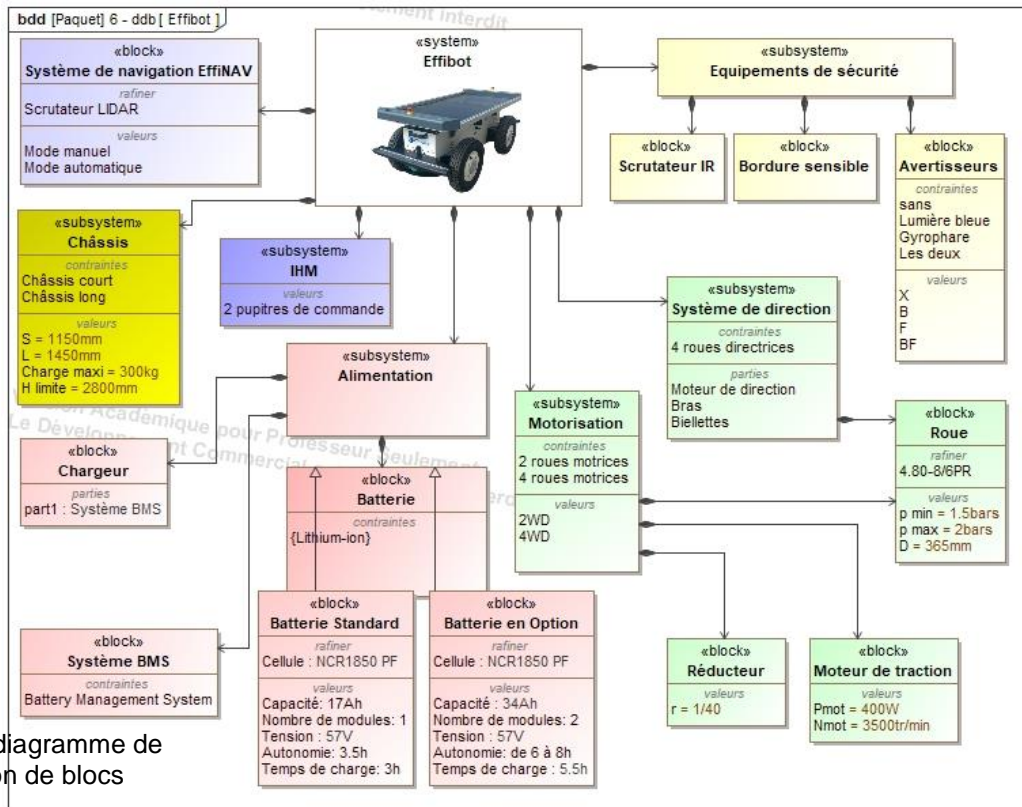 bdd [Paquet] 6 - ddb [ Effibot ]
«block»
Système de navigation EffiNAV
rafiner
Scrutateur LIDAR
valeurs
Mode manuel
Mode automatique
«system»
Effibot
«subsystem»
Equipements de sécurité
«block»
Scrutateur IR
«block»
Bordure sensible
«block»
Avertisseurs
contraintes
sans
Lumière bleue
Gyrophare
Les deux
valeurs
X
B
F
BF
«subsystem»
Châssis
contraintes
Châssis court
Châssis long
valeurs
S = 1150mm
L = 1450mm
Charge maxi = 300kg
H limite = 2800mm
«subsystem»
IHM
valeurs
2 pupitres de commande
«subsystem»
Système de direction
contraintes
4 roues directrices
parties
Moteur de direction
Bras
Biellettes
«subsystem»
Alimentation
«subsystem»
Motorisation
contraintes
2 roues motrices
4 roues motrices
valeurs
2WD
4WD
«block»
Roue
rafiner
4.80-8/6PR
valeurs
p min = 1.5bars
p max = 2bars
D = 365mm
«block»
Chargeur
parties
part1 : Système BMS
«block»
Batterie
contraintes
{Lithium-ion}
«block»
Système BMS
contraintes
Battery Management System
«block»
Batterie Standard
rafiner
Cellule : NCR1850 PF
valeurs
Capacité: 17Ah
Nombre de modules: 1
Tension : 57V
Autonomie: 3.5h
Temps de charge: 3h
«block»
Batterie en Option
rafiner
Cellule : NCR1850 PF
valeurs
Capacité : 34Ah
Nombre de modules: 2
Tension : 57V
Autonomie: de 6 à 8h
Temps de charge : 5.5h
«block»
Réducteur
valeurs
r = 1/40
«block»
Moteur de traction
valeurs
Pmot = 400W
Nmot = 3500tr/min
interdit
Académique pour Professeur Seulement
Le
diagramme de
de blocs